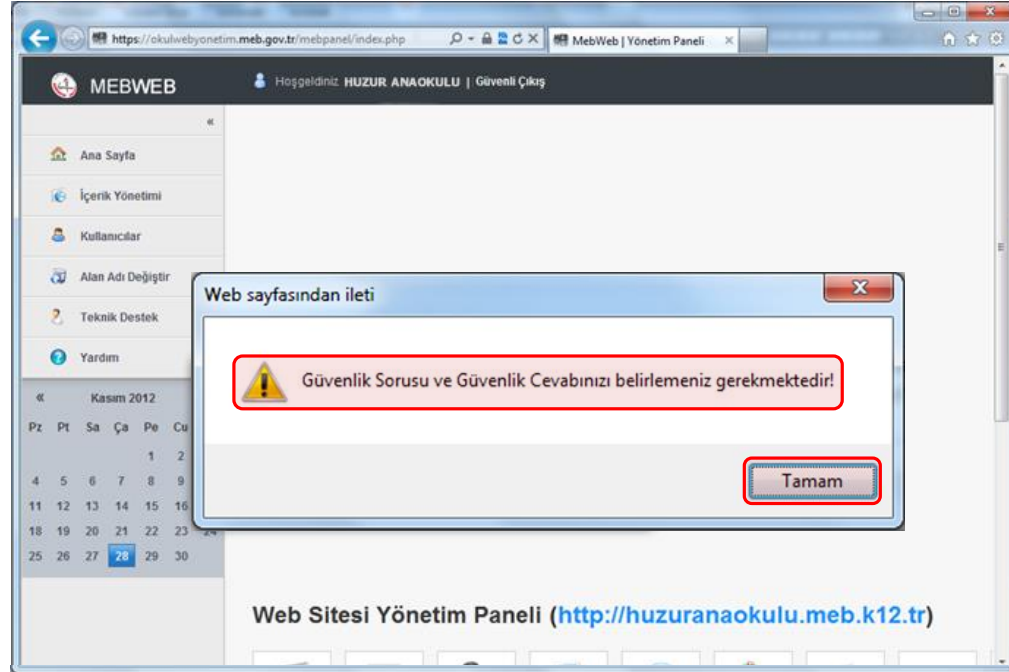 https://okulwebyonetim.meb.gov.tr/mebpanel/index.php
MebWeb | Yönetim Paneli
MEBWEB
Hoşgeldiniz HUZUR ANAOKULU | Güvenli Çıkış
«
Ana Sayfa
İçerik Yönetimi
Kullanıcılar
Alan Adı Değiştir
Teknik Destek
Yardım
« Kasım 2012
Pz Pt Sa Ça Pe Cu
1 2
4 5 6 7 8 9
11 12 13 14 15 16
18 19 20 21 22 23 24
25 26 27 28 29 30
Web sayfasından ileti
Güvenlik Sorusu ve Güvenlik Cevabınızı belirlemeniz gerekmektedir!
Tamam
Web Sitesi Yönetim Paneli (http://huzuranaokulu.meb.k12.tr)